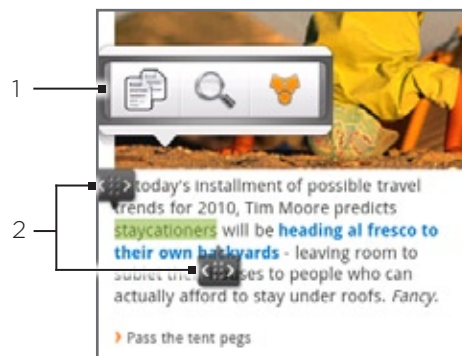 1
2
today's installment of possible travel
trends for 2010, Tim Moore predicts
staycationers will be heading al fresco to
their own backyards - leaving room to
sublet to people who can
actually afford to stay under roofs. Fancy.
› Pass the tent pegs